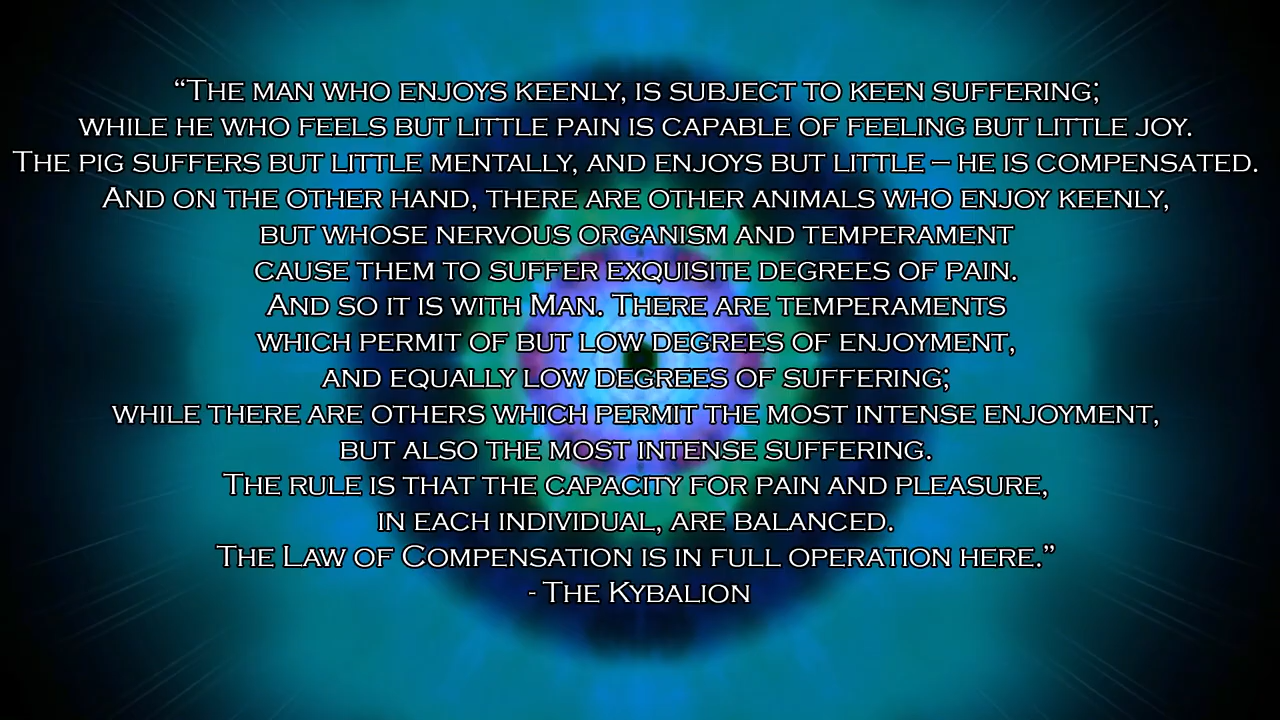 “The man who enjoys keenly, is subject to keen suffering;
while he who feels but little pain is capable of feeling but little joy.
The pig suffers but little mentally, and enjoys but little – he is compensated.
And on the other hand, there are other animals who enjoy keenly,
but whose nervous organism and temperament
cause them to suffer exquisite degrees of pain.
And so it is with Man. There are temperaments
which permit of but low degrees of enjoyment,
and equally low degrees of suffering;
while there are others which permit the most intense enjoyment,
but also the most intense suffering.
The rule is that the capacity for pain and pleasure,
in each individual, are balanced.
The Law of Compensation is in full operation here.”
- The Kybalion